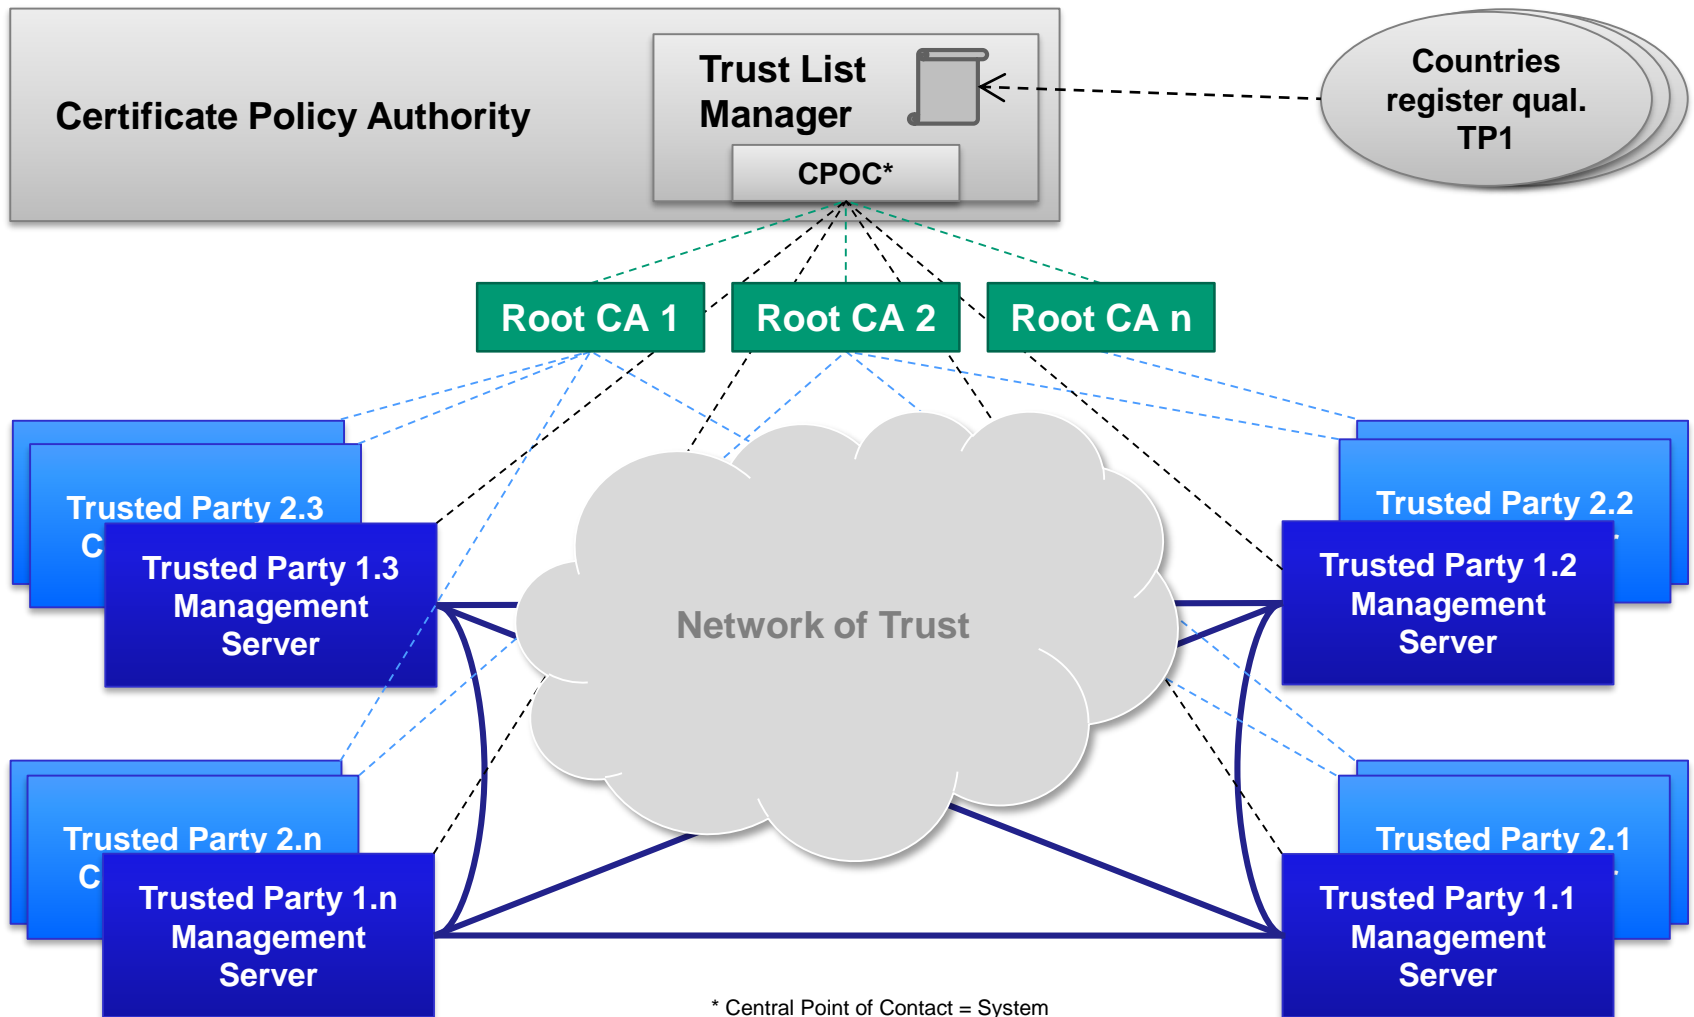 Certificate Policy Authority
Trust List
Manager
CPOC*
Countries
register qual.
TP1
Root CA 1
Root CA 2
Root CA n
Trusted Party 2.3
C
Trusted Party 1.3
Management
Server
Trusted Party 2.2
Trusted Party 1.2
Management
Server
Network of Trust
Trusted Party 2.n
C
Trusted Party 1.n
Management
Server
Trusted Party 2.1
Trusted Party 1.1
Management
Server
* Central Point of Contact = System